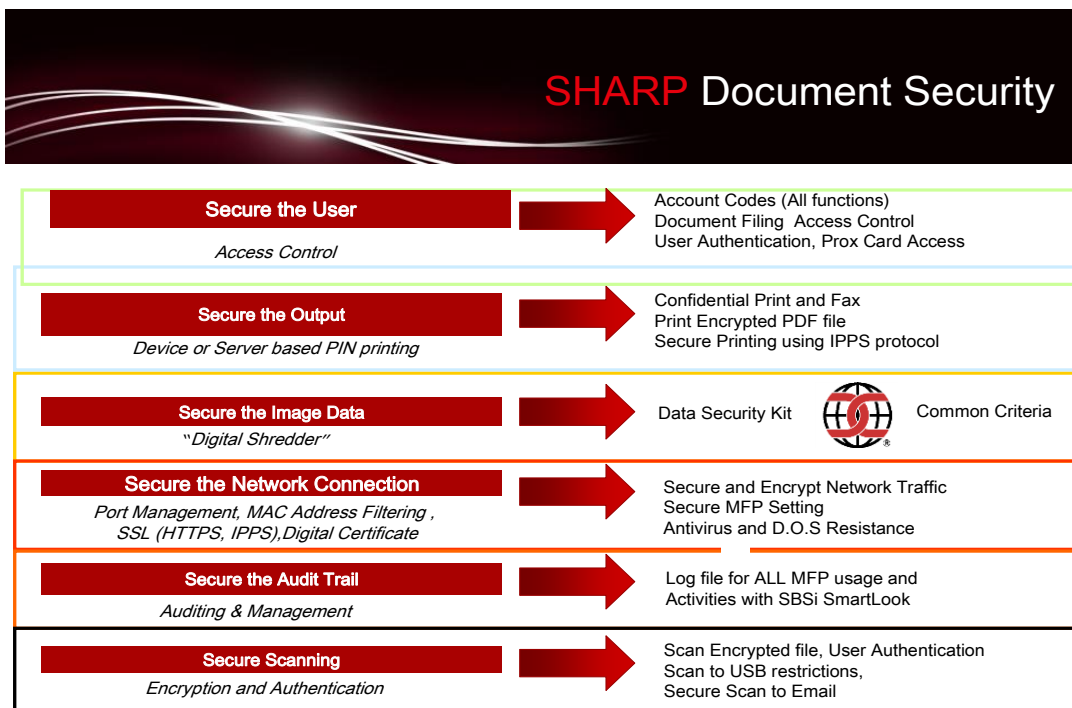 SHARP Document Security
Secure the User
Access Control
Account Codes (All functions)
Document Filing Access Control
User Authentication, Prox Card Access
Secure the Output
Device or Server based PIN printing
Confidential Print and Fax
Print Encrypted PDF file
Secure Printing using IPPS protocol
Secure the Image Data
“Digital Shredder”
Data Security Kit
®
Common Criteria
Secure the Network Connection
Port Management, MAC Address Filtering ,
SSL (HTTPS, IPPS),Digital Certificate
Secure and Encrypt Network Traffic
Secure MFP Setting
Antivirus and D.O.S Resistance
Secure the Audit Trail
Auditing & Management
Log file for ALL MFP usage and
Activities with SBSi SmartLook
Secure Scanning
Encryption and Authentication
Scan Encrypted file, User Authentication
Scan to USB restrictions,
Secure Scan to Email